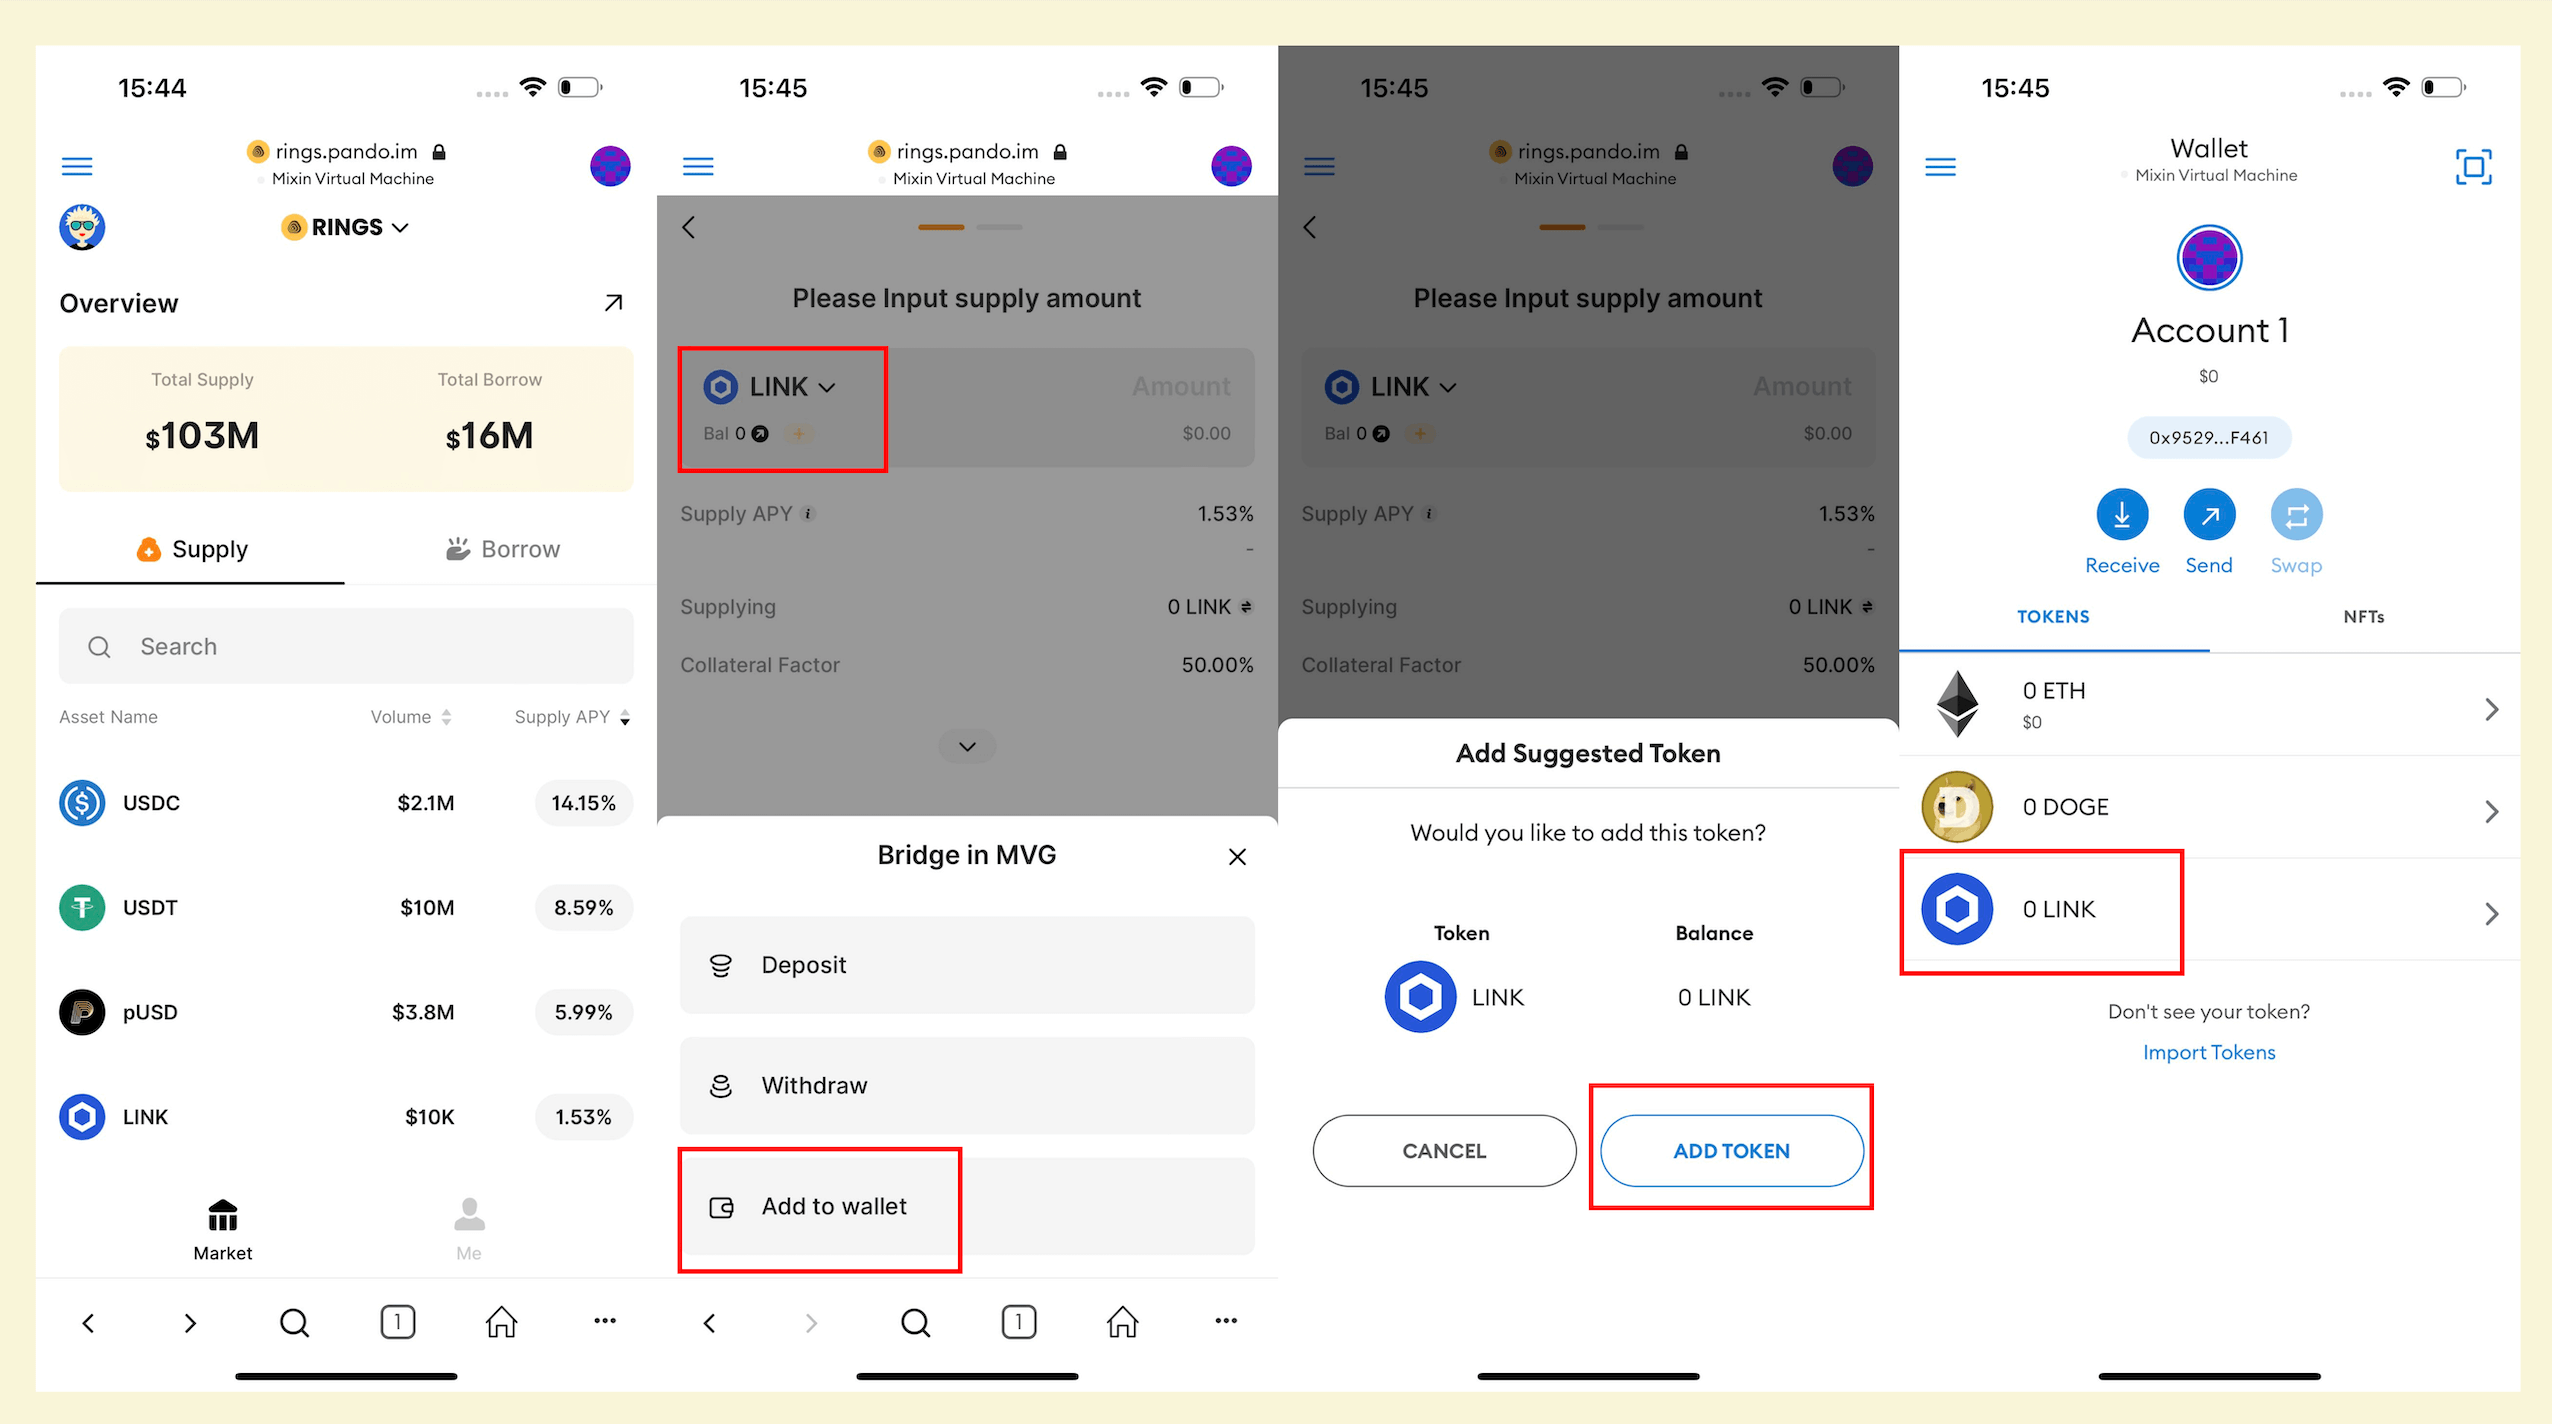 15:44
rings.pando.im
Mixin Virtual Machine
RINGS
Overview
Total Supply Total Borrow
$103M $16M
Supply Borrow
Search
Asset Name Volume Supply APY
USDC $2.1M 14.15%
USDT $10M 8.59%
pUSD $3.8M 5.99%
LINK $10K 1.53%
Market Me
1
15:45
rings.pando.im
Mixin Virtual Machine
Please Input supply amount
LINK Amount
Bal 0 + $0.00
Supply APY i 1.53%
-
Supplying 0 LINK
Collateral Factor 50.00%
Bridge in MVG
Deposit
Withdraw
Add to wallet
1
15:45
rings.pando.im
Mixin Virtual Machine
Please Input supply amount
LINK Amount
Bal 0 + $0.00
Supply APY i 1.53%
-
Supplying 0 LINK
Collateral Factor 50.00%
Add Suggested Token
Would you like to add this token?
Token Balance
LINK 0 LINK
CANCEL ADD TOKEN
15:45
Wallet
Mixin Virtual Machine
Account 1
$0
0x9529...F461
Receive Send Swap
TOKENS NFTs
0 ETH
$0
0 DOGE
0 LINK
Don't see your token?
Import Tokens